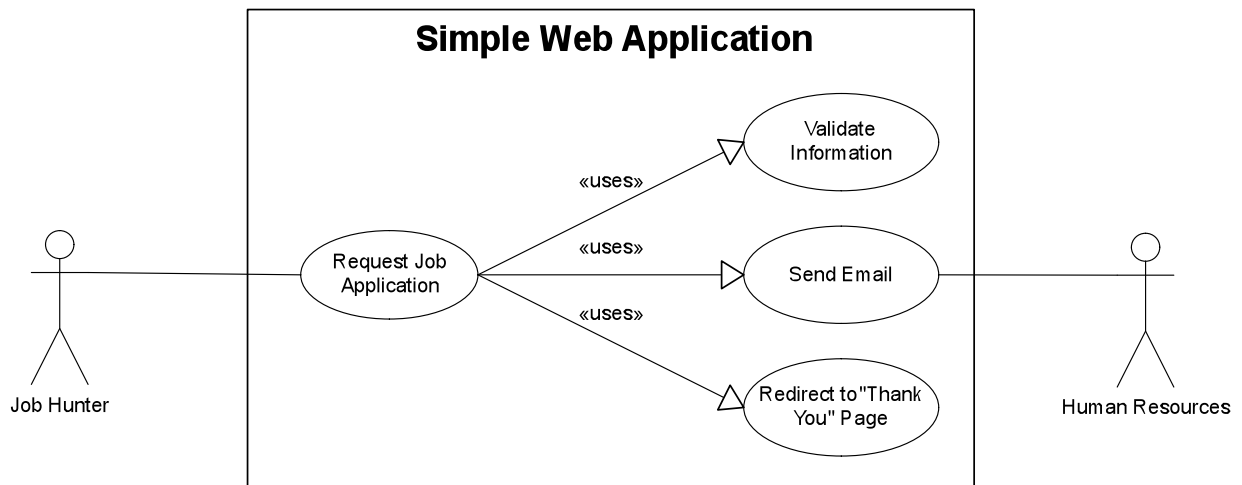 Simple Web Application
Validate
Information
«uses»
«uses»
Request Job
Application
Send Email
«uses»
Redirect to"Thank
You" Page
Job Hunter
Human Resources